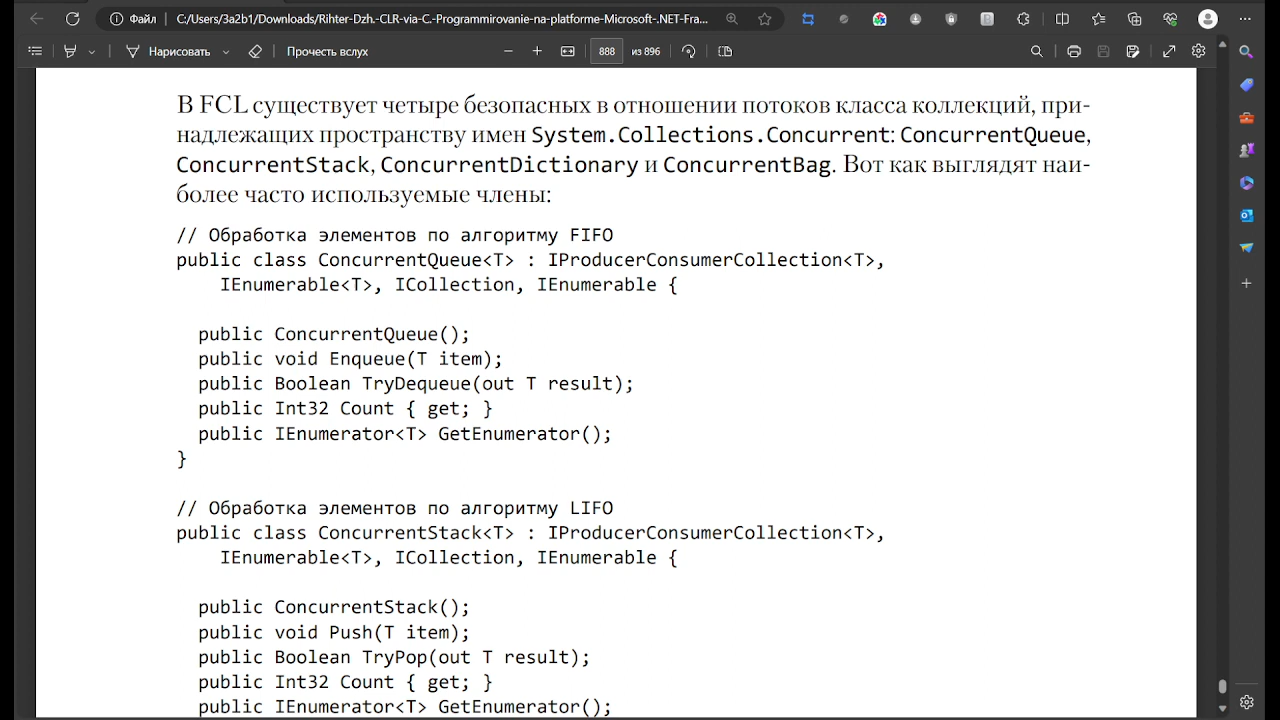 Файл
C:/Users/3a2b1/Downloads/Rihter-Dzh.-CLR-via-C.-Programmirovanie-na-platforme-Microsoft-.NET-Fra...
Нарисовать
Прочесть вслух
888
из 896
В FCL существует четыре безопасных в отношении потоков класса коллекций, при-
надлежащих пространству имен System.Collections.Concurrent: ConcurrentQueue,
ConcurrentStack, ConcurrentDictionary и ConcurrentBag. Вот как выглядят наи-
более часто используемые члены:
// Обработка элементов по алгоритму FIFO
public class ConcurrentQueue<T> : IProducerConsumerCollection<T>,
IEnumerable<T>, ICollection, IEnumerable {
public ConcurrentQueue();
public void Enqueue(T item);
public Boolean TryDequeue(out T result);
public Int32 Count { get; }
public IEnumerator<T> GetEnumerator();
}
// Обработка элементов по алгоритму LIFO
public class ConcurrentStack<T> : IProducerConsumerCollection<T>,
IEnumerable<T>, ICollection, IEnumerable {
public ConcurrentStack();
public void Push(T item);
public Boolean TryPop(out T result);
public Int32 Count { get; }
public IEnumerator<T> GetEnumerator();